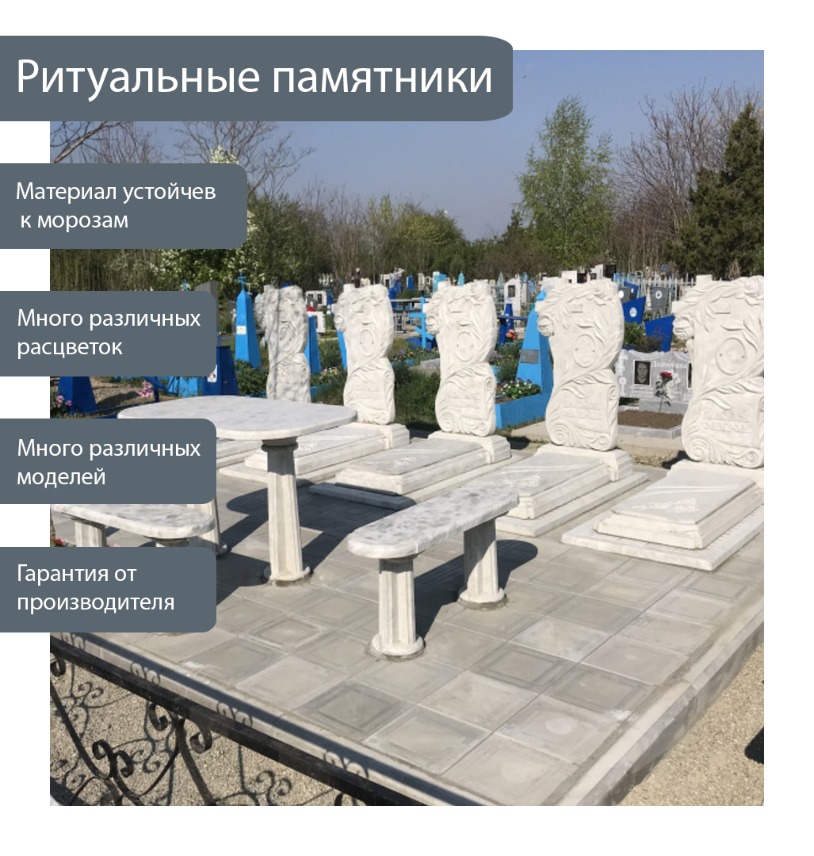 Ритуальные памятники
Материал устойчев
к морозам
Много различных
расцветок
Много различных
моделей
Гарантия от
производителя